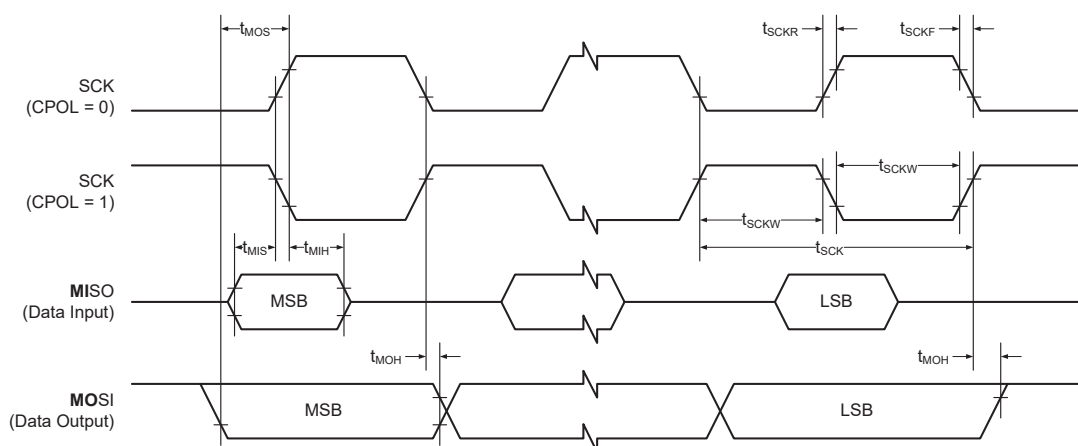 tMOS
tSCKR
tSCKF
SCK
(CPOL = 0)
SCK
(CPOL = 1)
tSCKW
tSCKW
tSCK
tMIS
tMIH
MISO
(Data Input)
MSB
LSB
tMOH
tMOH
MOSI
(Data Output)
MSB
LSB